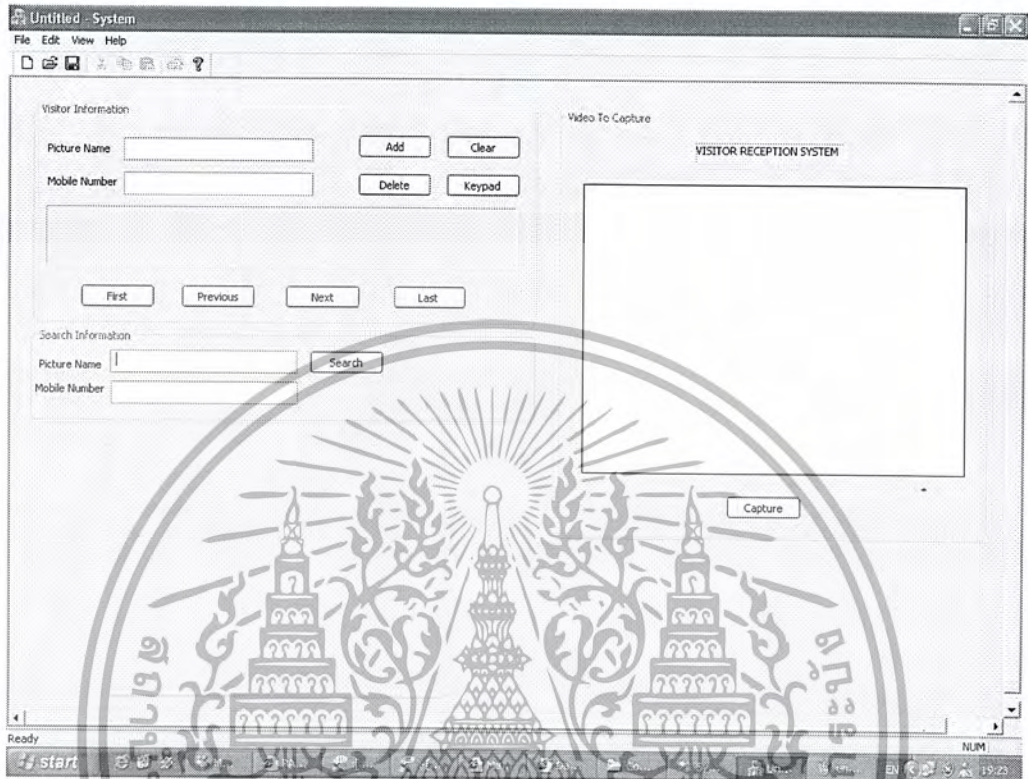 Untitled - System
File Edit View Help
Visitor Information
Picture Name
Add Clear
Mobile Number
Delete Keypad
First Previous Next Last
Search Information
Picture Name
Search
Mobile Number
Video To Capture
VISITOR RECEPTION SYSTEM
Capture
Ready
NUM
start
EN
19:23